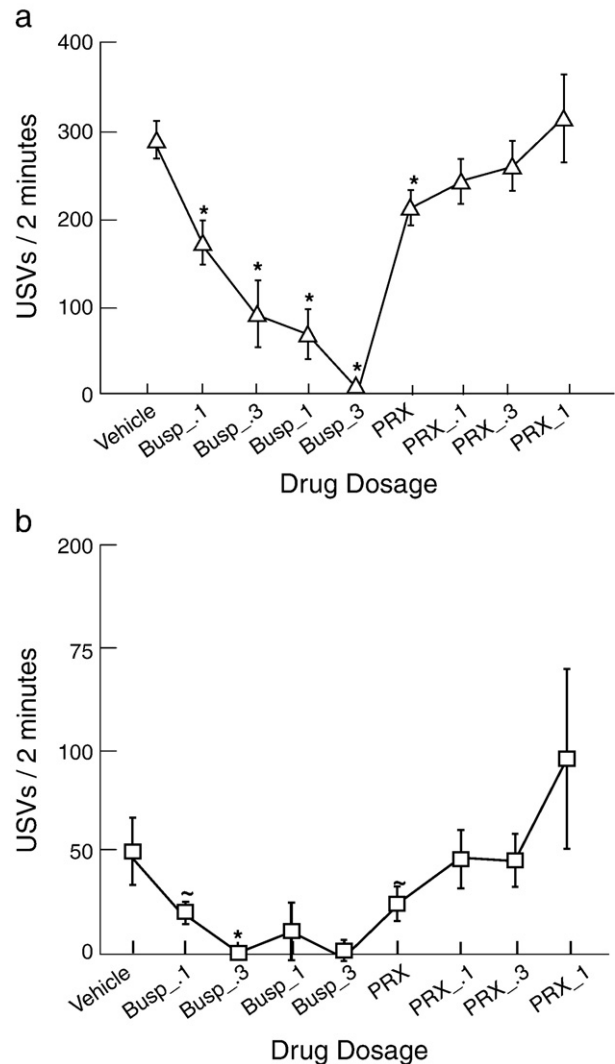 a
400
300
200
100
0
USVs / 2 minutes
* * * * *
Vehicle Busp_.1 Busp_.3 Busp_1 Busp_3 PRX PRX_.1 PRX_.3 PRX_1
Drug Dosage
b
200
75
100
50
0
USVs / 2 minutes
~ * ~
Vehicle Busp_.1 Busp_.3 Busp_1 Busp_3 PRX PRX_.1 PRX_.3 PRX_1
Drug Dosage